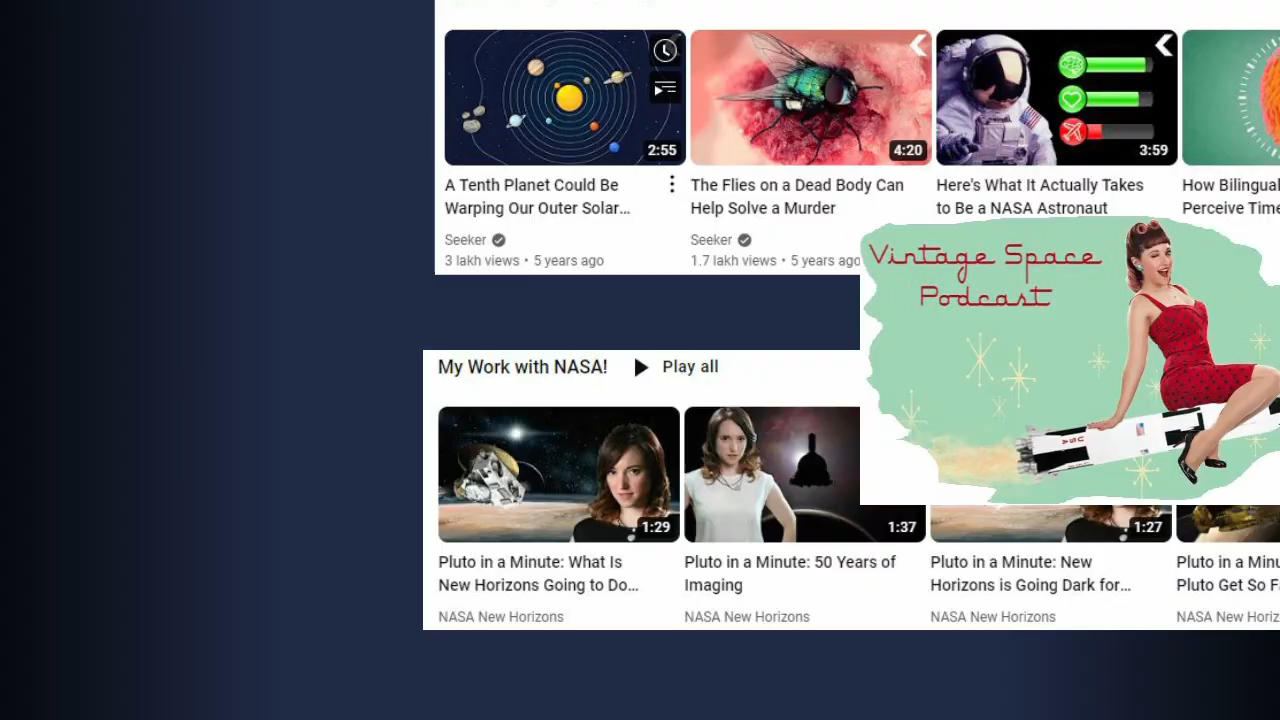 2:55
4:20
3:59
A Tenth Planet Could Be
Warping Our Outer Solar...
Seeker
3 lakh views • 5 years ago
The Flies on a Dead Body Can
Help Solve a Murder
Seeker
1.7 lakh views • 5 years ago
Here's What It Actually Takes
to Be a NASA Astronaut
How Bilingual
Perceive Time
Vintage Space
Podcast
USA
My Work with NASA!
Play all
1:29
1:37
1:27
Pluto in a Minute: What Is
New Horizons Going to Do...
NASA New Horizons
Pluto in a Minute: 50 Years of
Imaging
NASA New Horizons
Pluto in a Minute: New
Horizons is Going Dark for...
NASA New Horizons
Pluto in a Minu
Pluto Get So F
NASA New Horiz